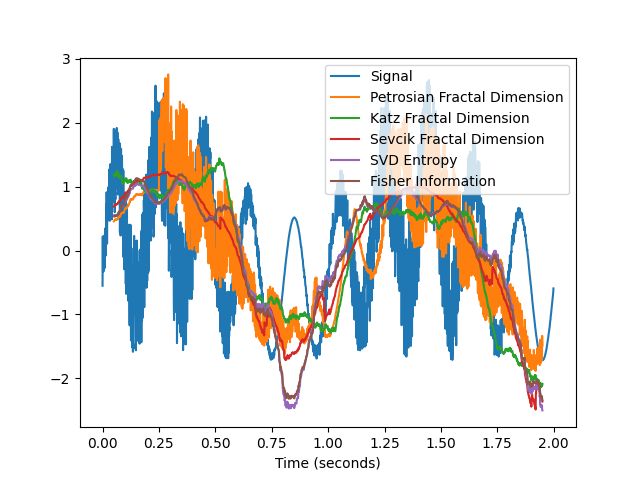 3
2
1
0
−1
−2
0.00 0.25 0.50 0.75 1.00 1.25 1.50 1.75 2.00
Time (seconds)
Signal
Petrosian Fractal Dimension
Katz Fractal Dimension
Sevcik Fractal Dimension
SVD Entropy
Fisher Information